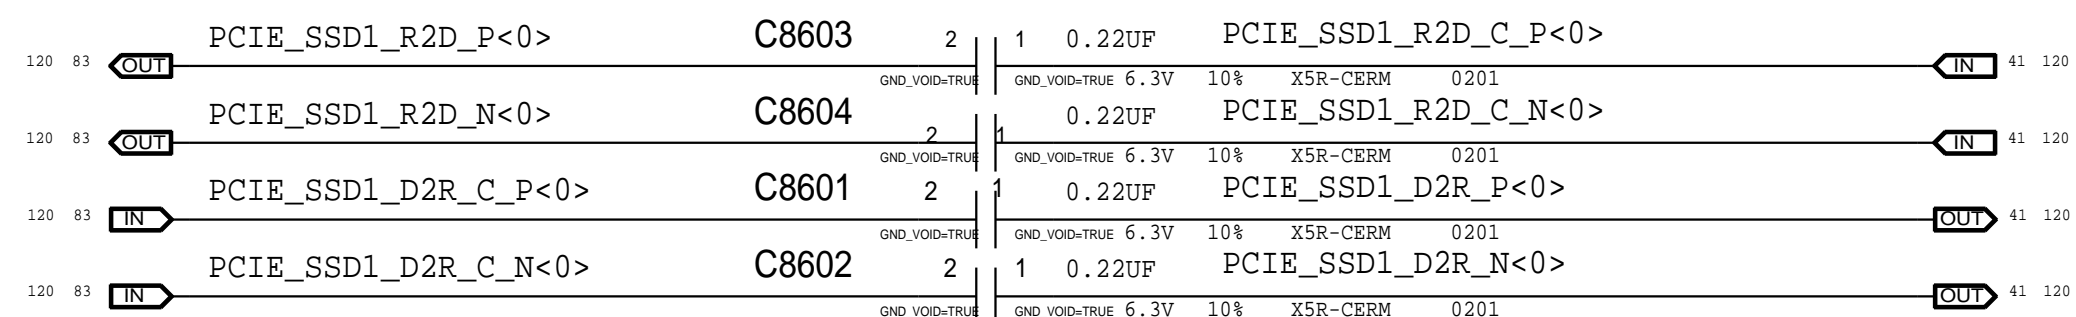 PCIE_SSD1_R2D_P<0> C8603 2 1 0.22UF PCIE_SSD1_R2D_C_P<0>
120 83 OUT IN 41 120
GND_VOID=TRUE GND_VOID=TRUE 6.3V 10% X5R-CERM 0201
PCIE_SSD1_R2D_N<0> C8604 2 1 0.22UF PCIE_SSD1_R2D_C_N<0>
120 83 OUT IN 41 120
GND_VOID=TRUE GND_VOID=TRUE 6.3V 10% X5R-CERM 0201
PCIE_SSD1_D2R_C_P<0> C8601 2 1 0.22UF PCIE_SSD1_D2R_P<0>
120 83 IN OUT 41 120
GND_VOID=TRUE GND_VOID=TRUE 6.3V 10% X5R-CERM 0201
PCIE_SSD1_D2R_C_N<0> C8602 2 1 0.22UF PCIE_SSD1_D2R_N<0>
120 83 IN OUT 41 120
GND_VOID=TRUE GND_VOID=TRUE 6.3V 10% X5R-CERM 0201